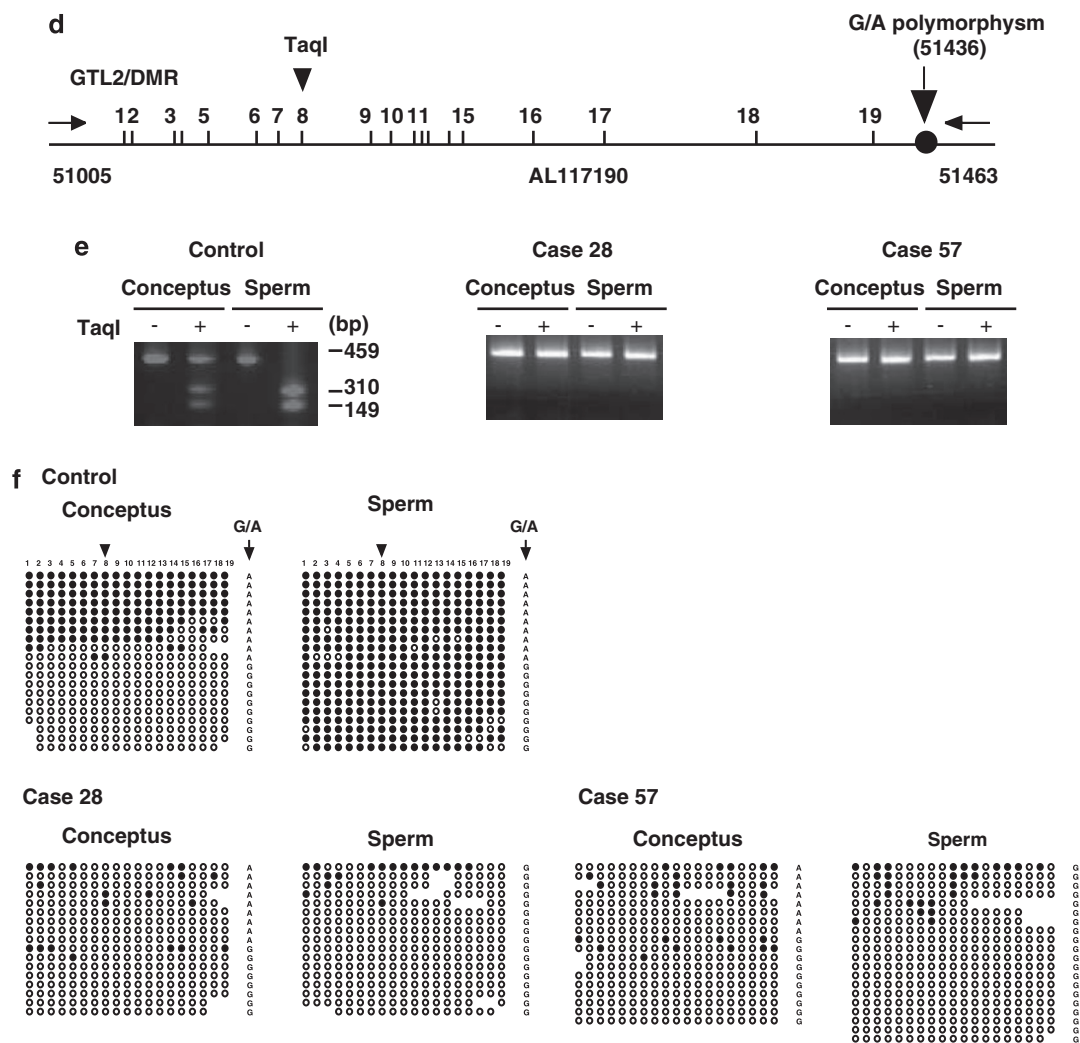 d
TaqI
G/A polymorphysm
(51436)
GTL2/DMR
12 3 5 6 7 8 9 10 11 15 16 17 18 19
51005 AL117190 51463
e
Control Case 28 Case 57
Conceptus Sperm Conceptus Sperm Conceptus Sperm
TaqI - + - + (bp) - + - + - + - +
459
310
149
f Control
Conceptus Sperm
G/A G/A
1 2 3 4 5 6 7 8 9 10 11 12 13 14 15 16 17 18 19 1 2 3 4 5 6 7 8 9 10 11 12 13 14 15 16 17 18 19
A A
A A
A A
A A
A A
A A
A A
A A
A A
A A
G G
G G
G G
G G
G G
G G
G G
G G
G G
G G
Case 28 Case 57
Conceptus Sperm Conceptus Sperm
A G A G
A G A G
A G A G
A G A G
A G A G
A G A G
A G A G
A G A G
G G A G
G G G G
G G G G
G G G G
G G G G
G G G G
G G G G
G G G G
G G G G
G G
G
G